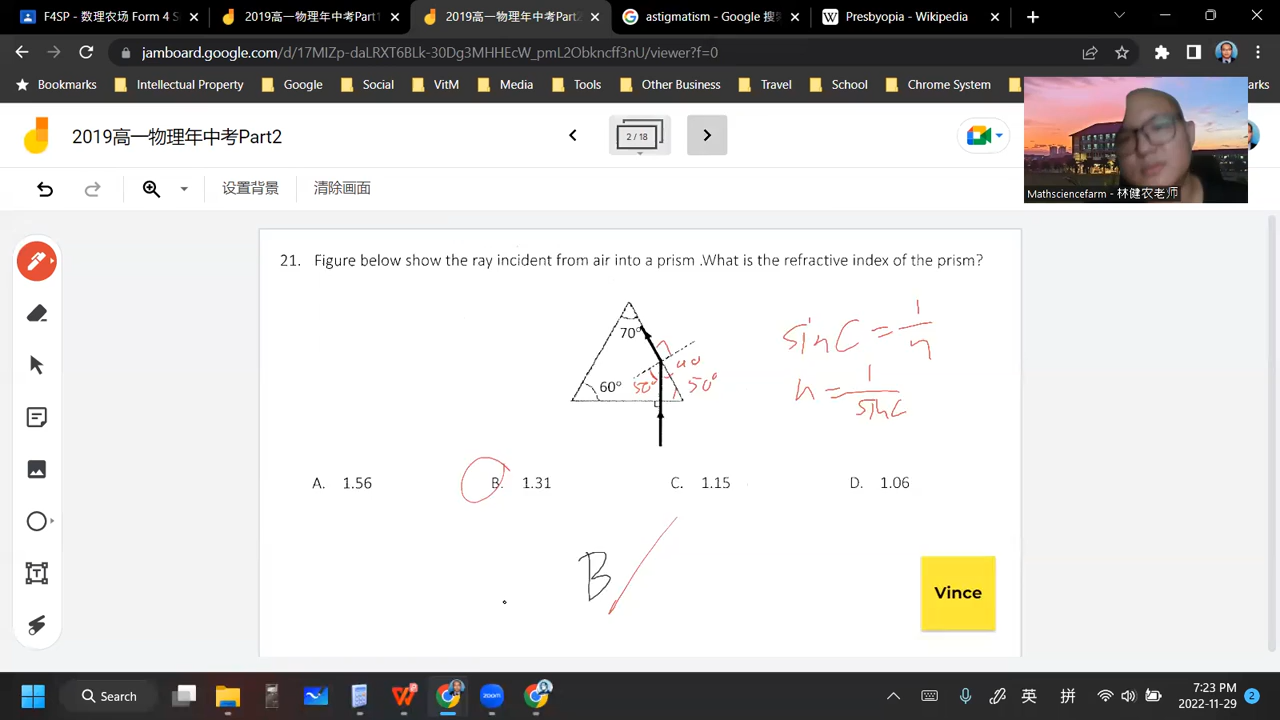 F4SP - 数理农场 Form 4 S
2019高一物理年中考Part1
2019高一物理年中考Part
astigmatism - Google 搜
Presbyopia - Wikipedia
jamboard.google.com/d/17MIZp-daLRXT6BLk-30Dg3MHHEcW_pmL2Obkncff3nU/viewer?f=0
Bookmarks
Intellectual Property
Google
Social
VitM
Media
Tools
Other Business
Travel
School
Chrome System
arks
2019高一物理年中考Part2
2 / 18
Mathsciencefarm - 林健农老师
设置背景
清除画面
21. Figure below show the ray incident from air into a prism .What is the refractive index of the prism?
70°
60°
50°
40
50°
sinC = 1/n
n = 1/sinC
A. 1.56
B. 1.31
C. 1.15
D. 1.06
B
Vince
Search
zoom
英
拼
7:23 PM
2022-11-29
2